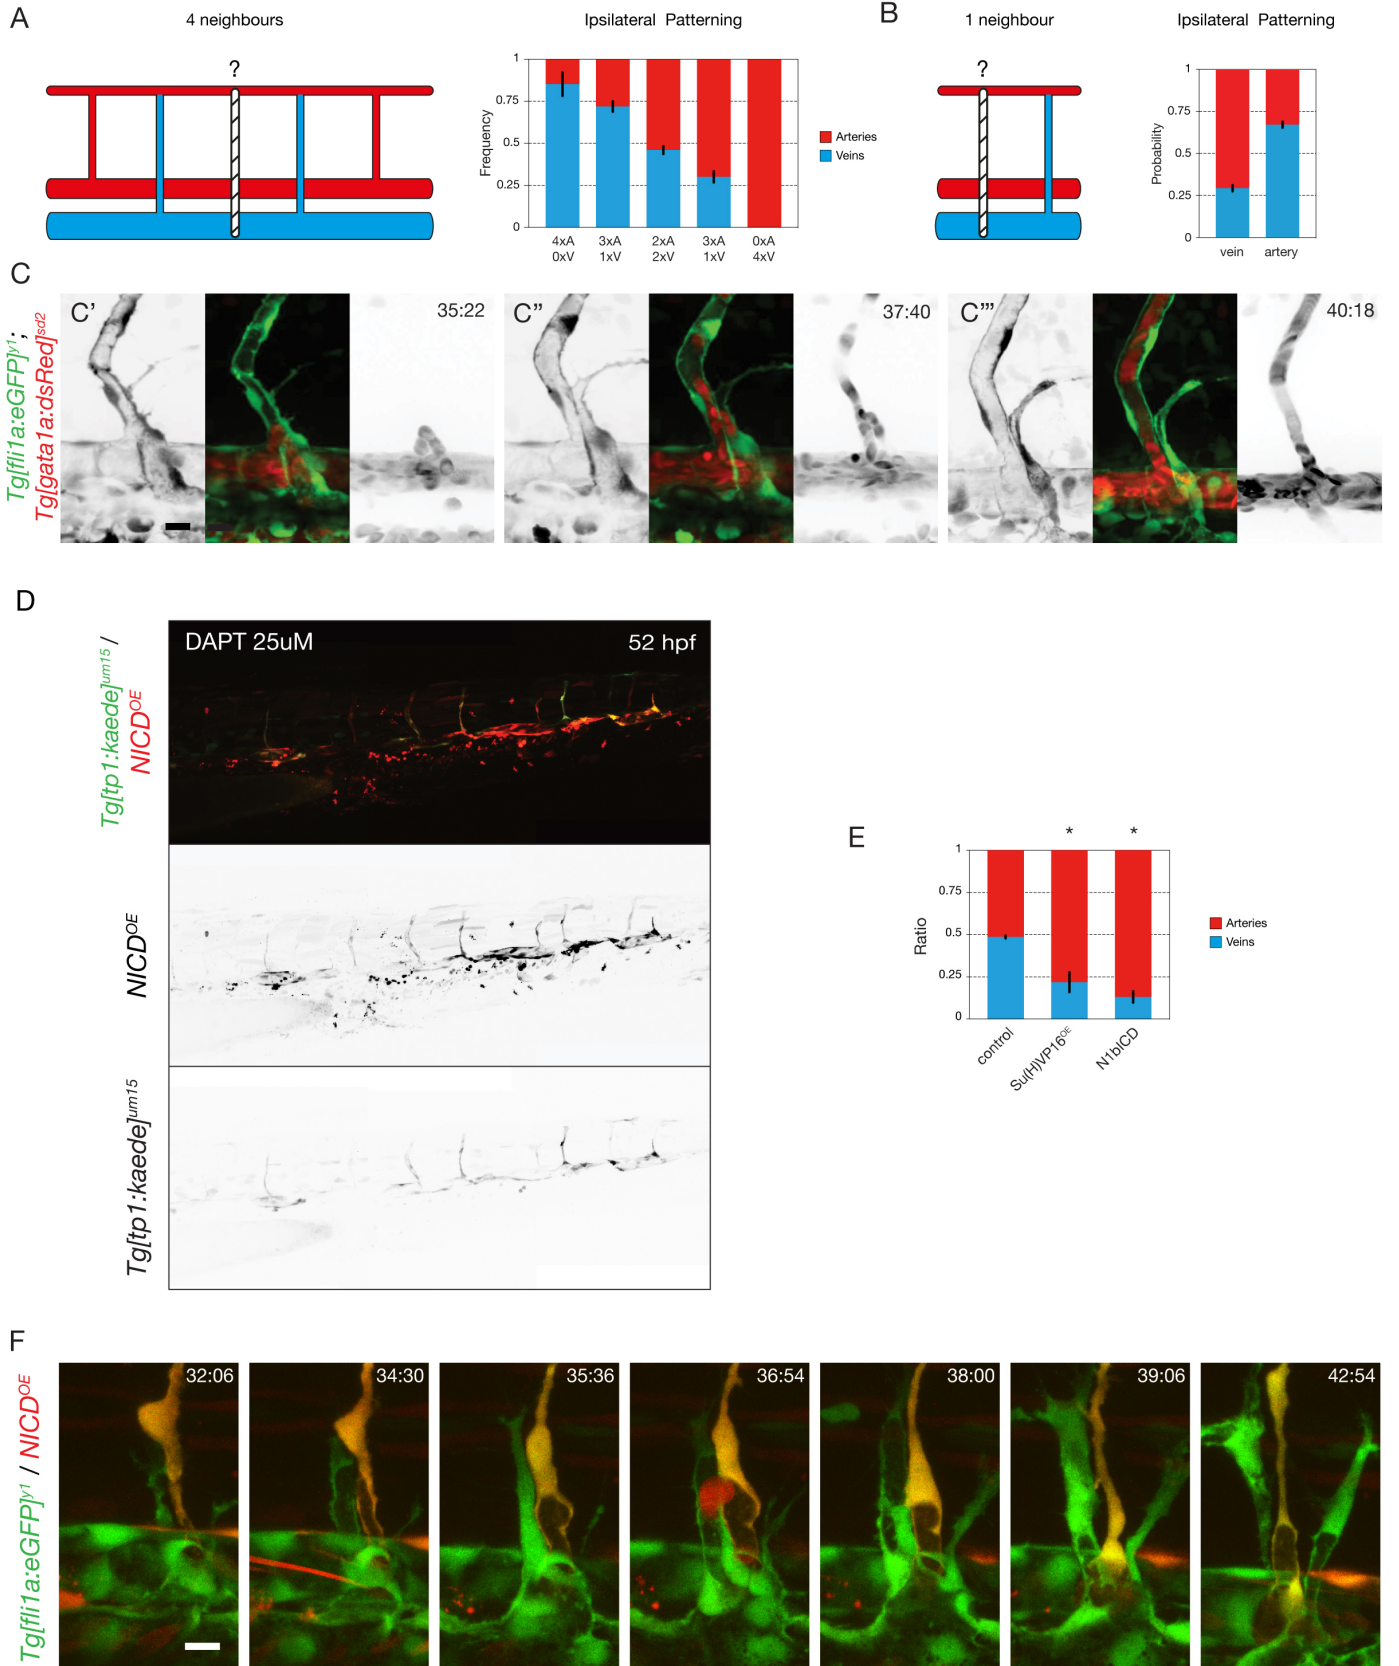 A
4 neighbours
Ipsilateral Patterning
?
Frequency
1
0.75
0.5
0.25
0
4xA
0xV
3xA
1xV
2xA
2xV
3xA
1xV
0xA
4xV
Arteries
Veins
B
1 neighbour
Ipsilateral Patterning
?
Probability
1
0.75
0.5
0.25
0
vein
artery
C
Tg[fli1a:eGFP]y1;
Tg[gata1a:dsRed]sd2
C'
35:22
C''
37:40
C'''
40:18
D
Tg[tp1:kaede]um15 /
NICDOE
DAPT 25uM
52 hpf
NICDOE
Tg[tp1:kaede]um15
E
Ratio
1
0.75
0.5
0.25
0
control
Su(H)VP16OE
N1bICD
*
*
Arteries
Veins
F
Tg[fli1a:eGFP]y1 / NICDOE
32:06
34:30
35:36
36:54
38:00
39:06
42:54